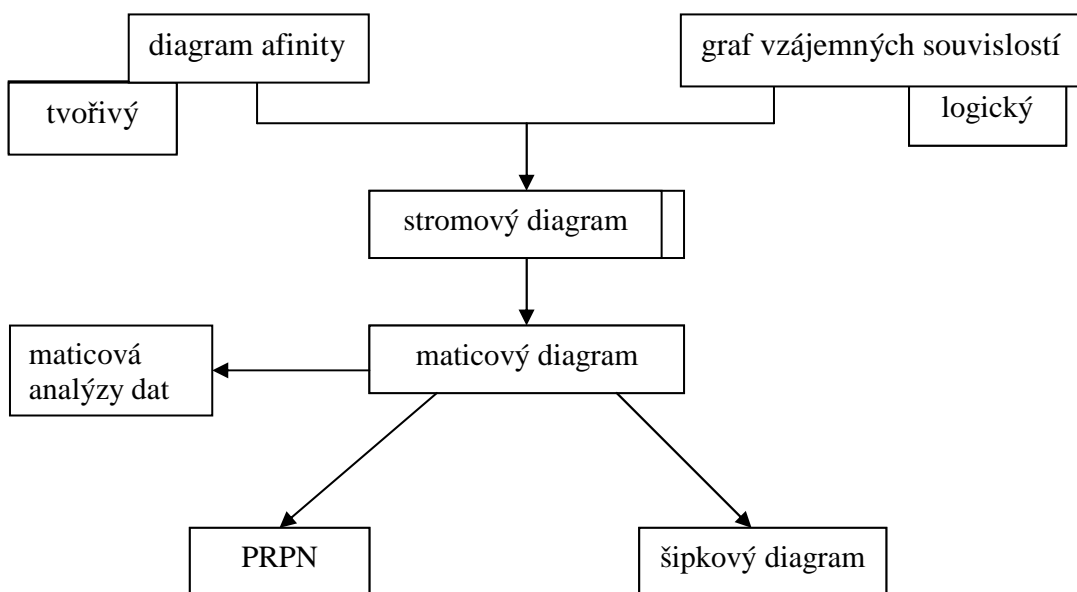 diagram afinity
graf vzájemných souvislostí
tvořivý
logický
stromový diagram
maticová
analýzy dat
maticový diagram
PRPN
šipkový diagram